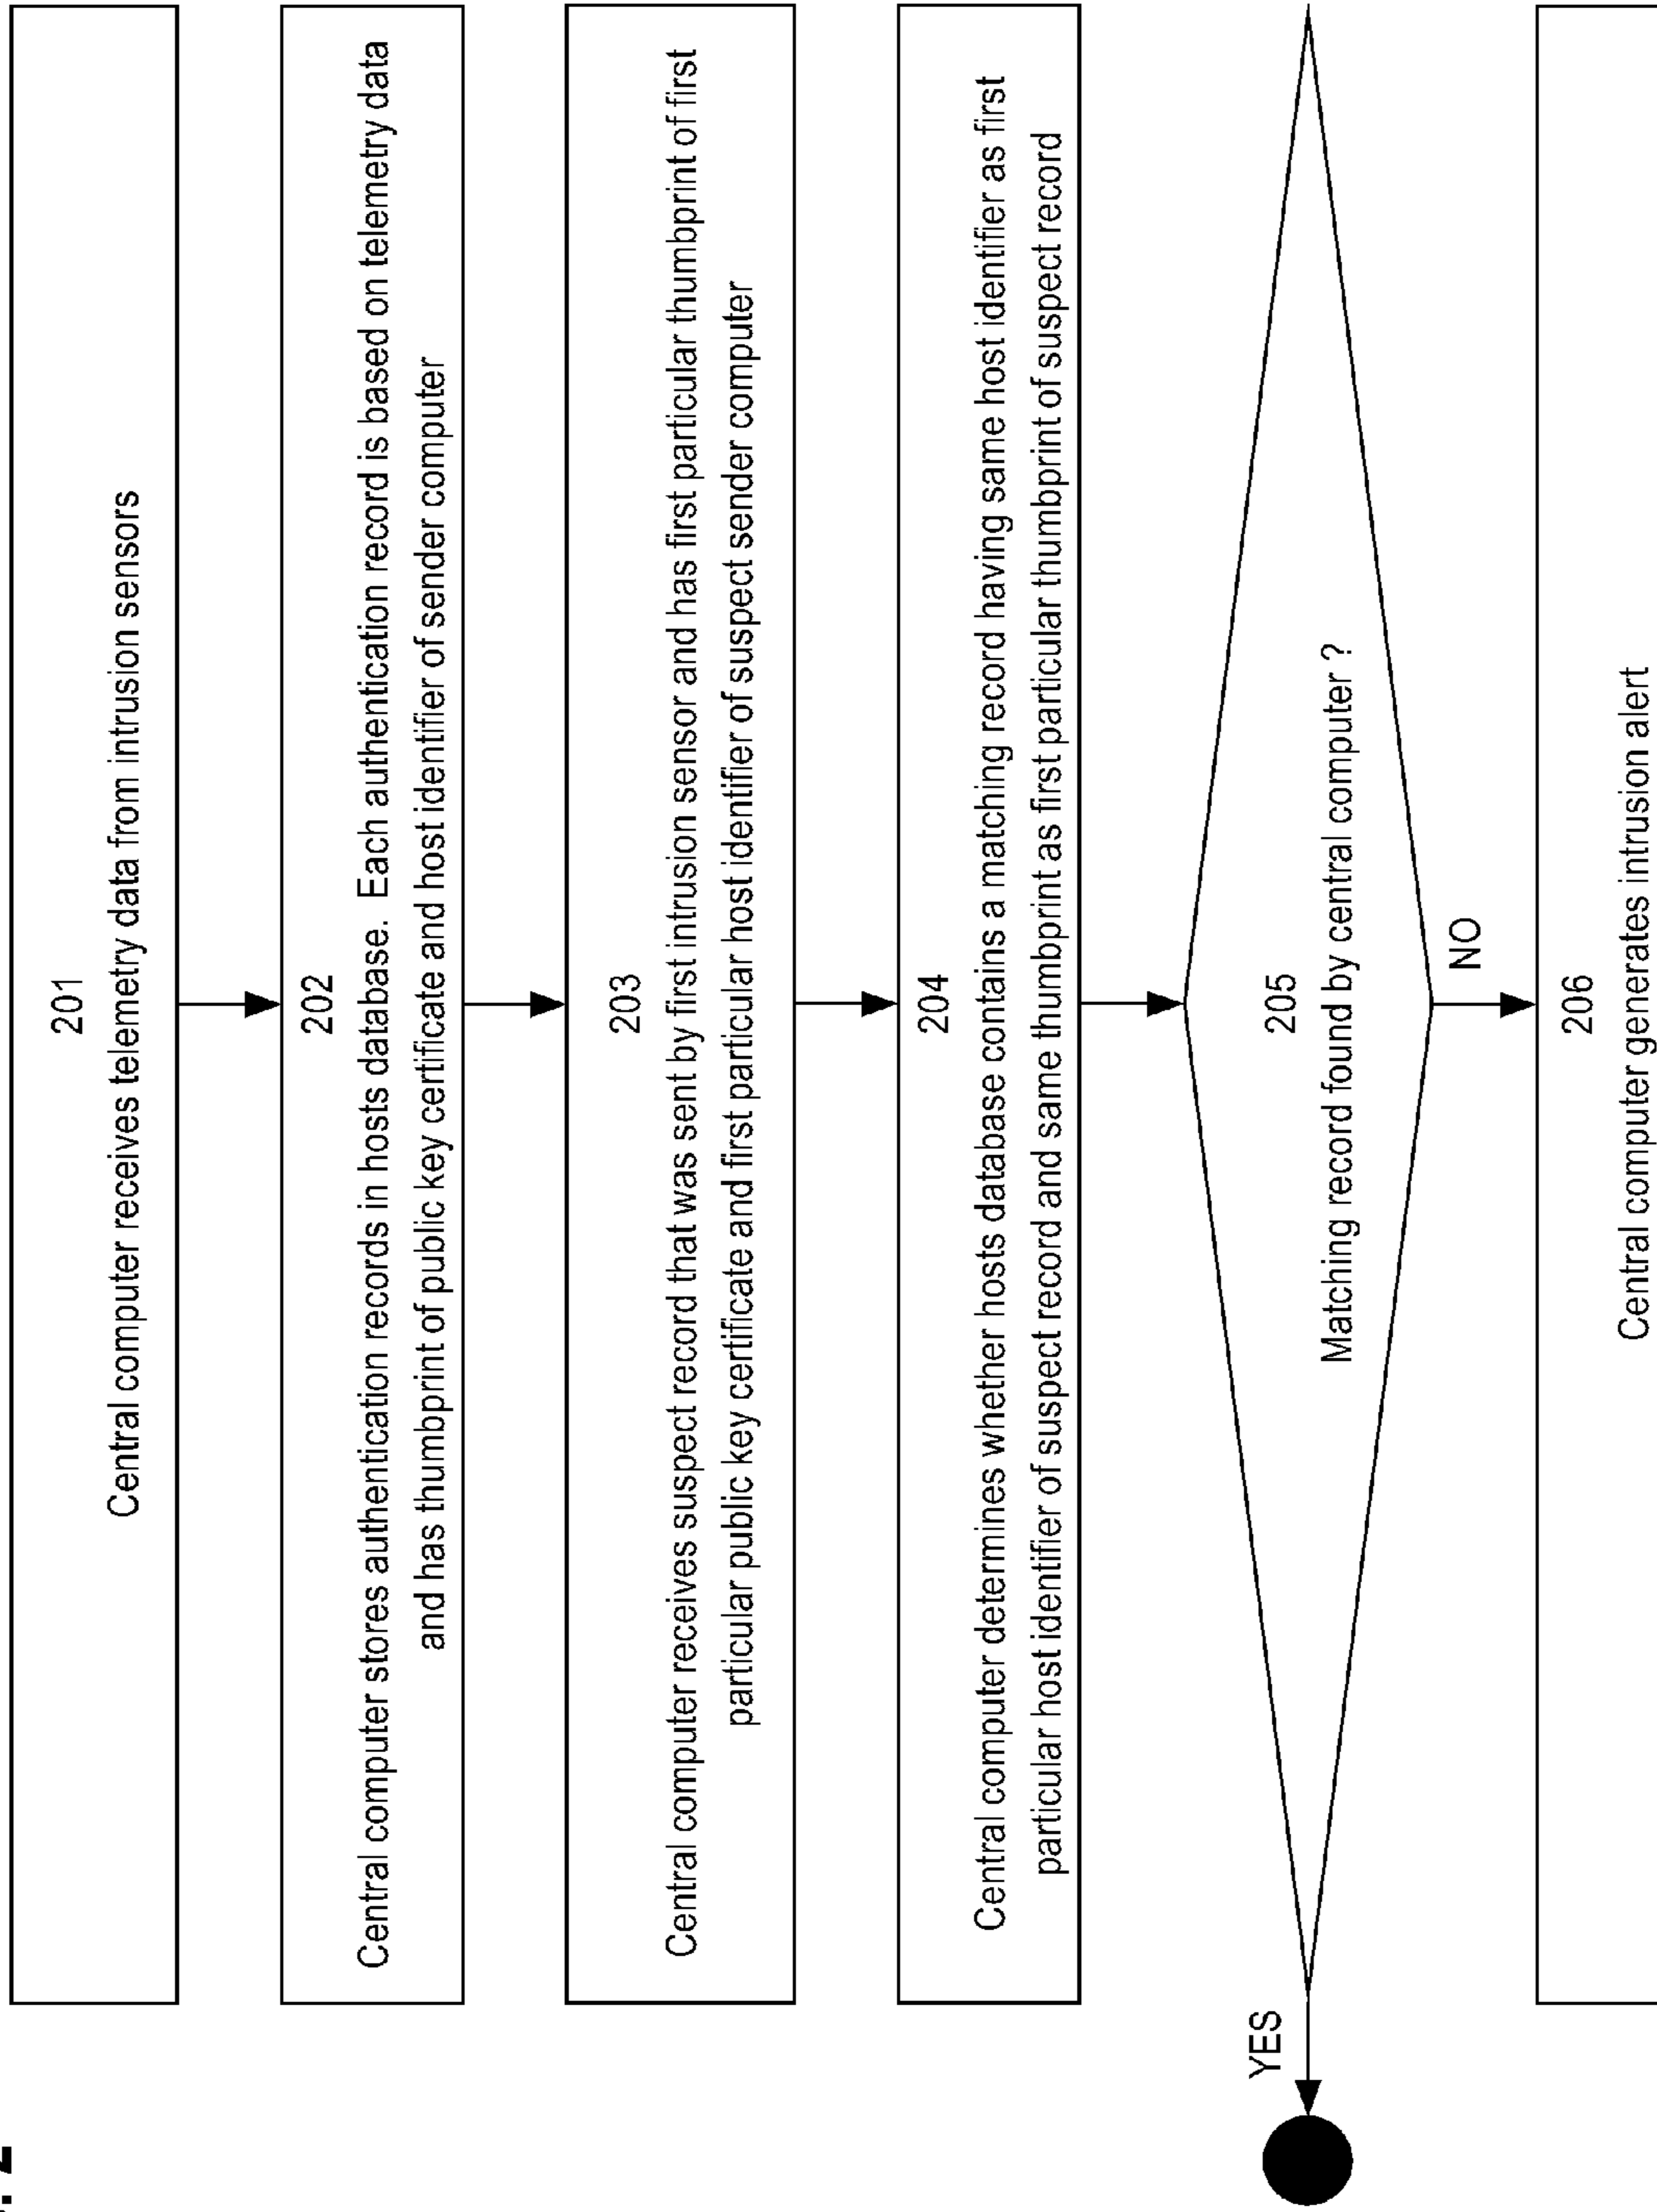 201
Central computer receives telemetry data from intrusion sensors
202
Central computer stores authentication records in hosts database. Each authentication record is based on telemetry data
and has thumbprint of public key certificate and host identifier of sender computer
203
Central computer receives suspect record that was sent by first intrusion sensor and has first particular thumbprint of first
particular public key certificate and first particular host identifier of suspect sender computer
204
Central computer determines whether hosts database contains a matching record having same host identifier as first
particular host identifier of suspect record and same thumbprint as first particular thumbprint of suspect record
205
Matching record found by central computer ?
YES
NO
206
Central computer generates intrusion alert